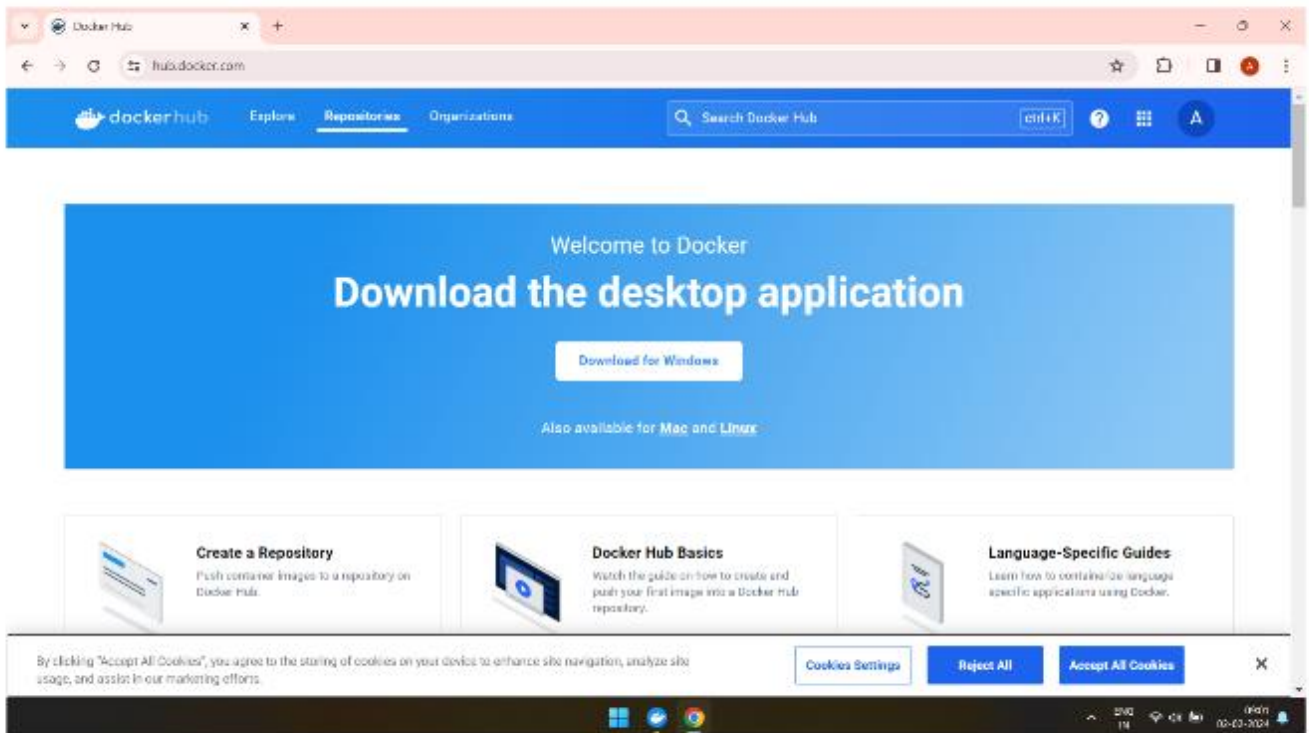 Docker Hub
hub.docker.com
A
dockerhub Explore Repositories Organizations Search Docker Hub ctrl+K ? A
Welcome to Docker
Download the desktop application
Download for Windows
Also available for Mac and Linux
Create a Repository
Push container images to a repository on
Docker Hub.
Docker Hub Basics
Watch the guide on how to create and
push your first image into a Docker Hub
repository.
Language-Specific Guides
Learn how to containerize language
specific applications using Docker.
By clicking "Accept All Cookies", you agree to the storing of cookies on your device to enhance site navigation, analyze site
usage, and assist in our marketing efforts.
Cookies Settings Reject All Accept All Cookies
ENG
IN
02-02-2024